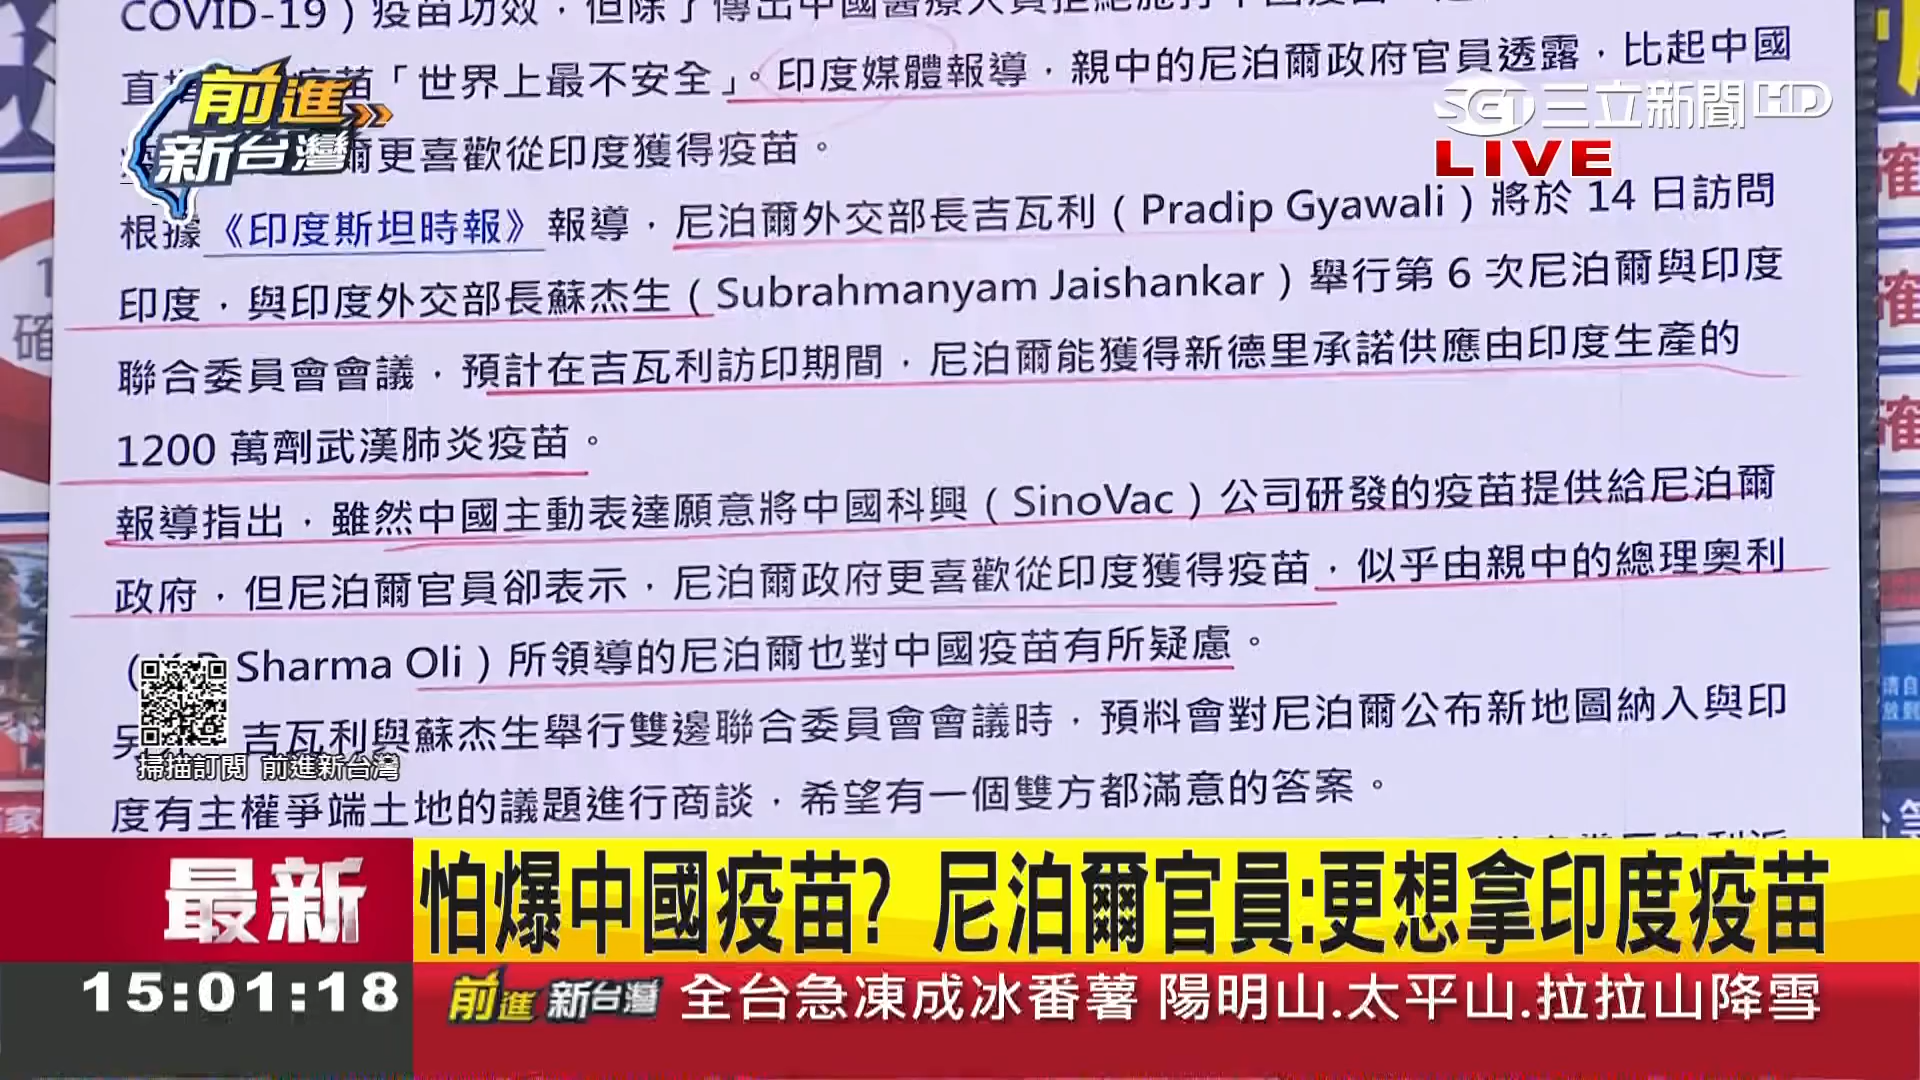 COVID-19）疫苗功效，但除了傳出中國醫療人員拒絕施打中國疫苗
直 疫苗「世界上最不安全」。印度媒體報導，親中的尼泊爾政府官員透露，比起中國
爾更喜歡從印度獲得疫苗。
根據《印度斯坦時報》報導，尼泊爾外交部長吉瓦利（Pradip Gyawali）將於 14 日訪問
印度，與印度外交部長蘇杰生（Subrahmanyam Jaishankar）舉行第 6 次尼泊爾與印度
聯合委員會會議，預計在吉瓦利訪印期間，尼泊爾能獲得新德里承諾供應由印度生產的
1200 萬劑武漢肺炎疫苗。
報導指出，雖然中國主動表達願意將中國科興（SinoVac）公司研發的疫苗提供給尼泊爾
政府，但尼泊爾官員卻表示，尼泊爾政府更喜歡從印度獲得疫苗，似乎由親中的總理奧利
Sharma Oli）所領導的尼泊爾也對中國疫苗有所疑慮。
吉瓦利與蘇杰生舉行雙邊聯合委員會會議時，預料會對尼泊爾公布新地圖納入與印
度有主權爭端土地的議題進行商談，希望有一個雙方都滿意的答案。
前進新台灣
SET三立新聞HD
LIVE
掃描訂閱 前進新台灣
最新
怕爆中國疫苗? 尼泊爾官員:更想拿印度疫苗
15:01:18
前進新台灣 全台急凍成冰番薯 陽明山.太平山.拉拉山降雪